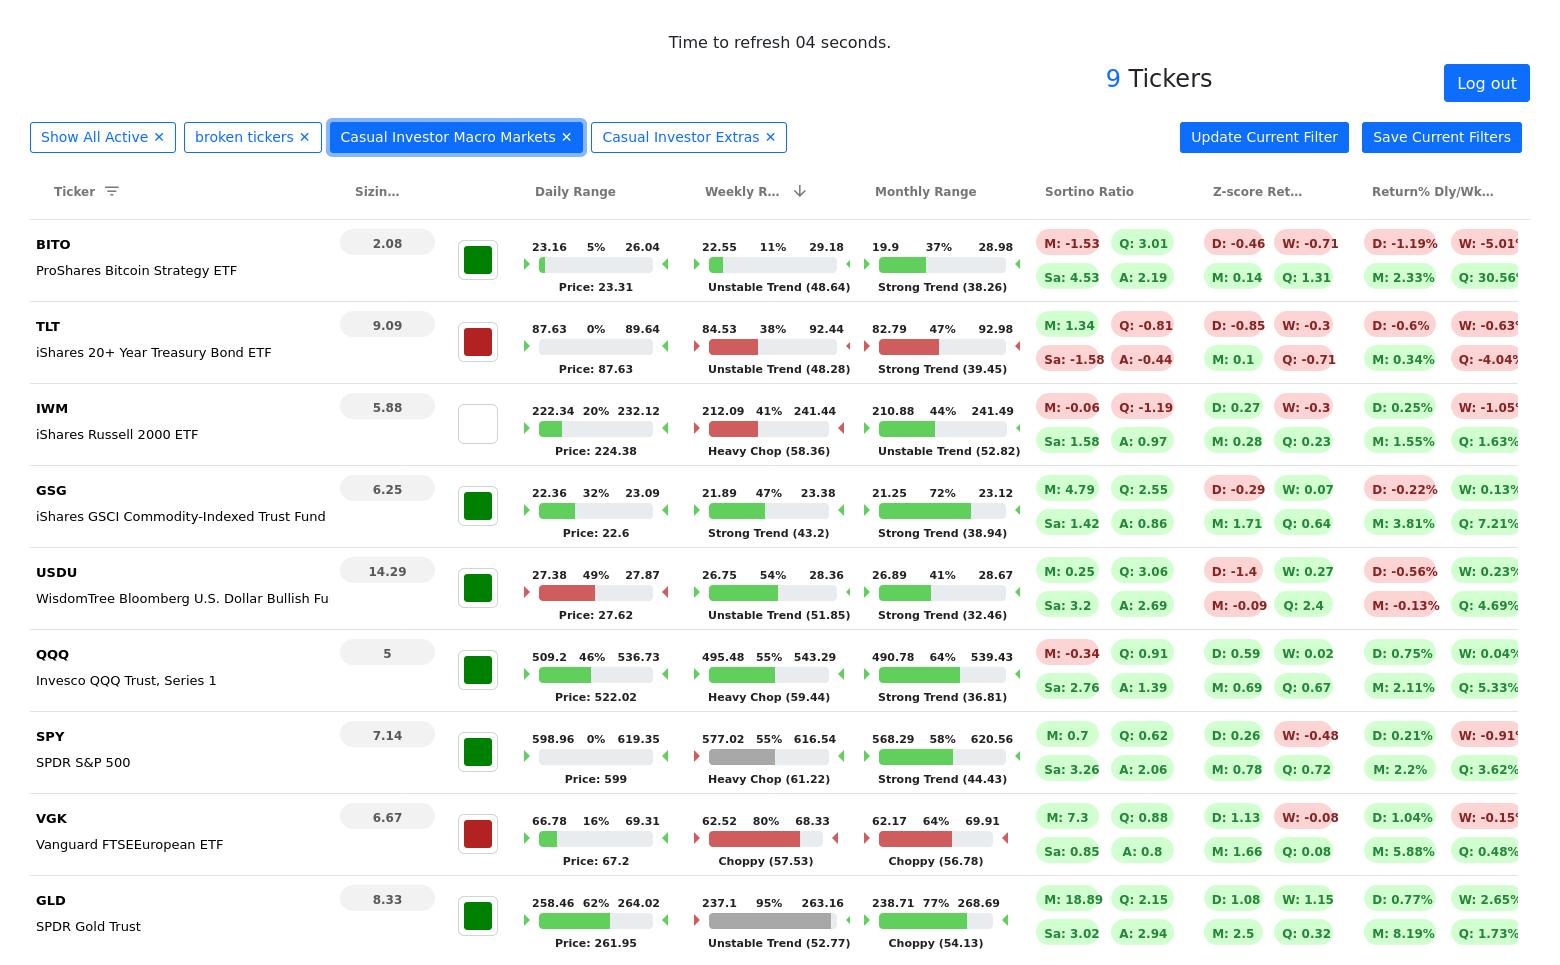 Time to refresh 04 seconds.
9 Tickers
Log out
Show All Active ✕ broken tickers ✕ Casual Investor Macro Markets ✕ Casual Investor Extras ✕ Update Current Filter Save Current Filters
Ticker Sizin... Daily Range Weekly R... Monthly Range Sortino Ratio Z-score Ret... Return% Dly/Wk...
BITO 2.08 23.16 5% 26.04 22.55 11% 29.18 19.9 37% 28.98 M: -1.53 Q: 3.01 D: -0.46 W: -0.71 D: -1.19% W: -5.01%
ProShares Bitcoin Strategy ETF Price: 23.31 Unstable Trend (48.64) Strong Trend (38.26) Sa: 4.53 A: 2.19 M: 0.14 Q: 1.31 M: 2.33% Q: 30.56%
TLT 9.09 87.63 0% 89.64 84.53 38% 92.44 82.79 47% 92.98 M: 1.34 Q: -0.81 D: -0.85 W: -0.3 D: -0.6% W: -0.63%
iShares 20+ Year Treasury Bond ETF Price: 87.63 Unstable Trend (48.28) Strong Trend (39.45) Sa: -1.58 A: -0.44 M: 0.1 Q: -0.71 M: 0.34% Q: -4.04%
IWM 5.88 222.34 20% 232.12 212.09 41% 241.44 210.88 44% 241.49 M: -0.06 Q: -1.19 D: 0.27 W: -0.3 D: 0.25% W: -1.05%
iShares Russell 2000 ETF Price: 224.38 Heavy Chop (58.36) Unstable Trend (52.82) Sa: 1.58 A: 0.97 M: 0.28 Q: 0.23 M: 1.55% Q: 1.63%
GSG 6.25 22.36 32% 23.09 21.89 47% 23.38 21.25 72% 23.12 M: 4.79 Q: 2.55 D: -0.29 W: 0.07 D: -0.22% W: 0.13%
iShares GSCI Commodity-Indexed Trust Fund Price: 22.6 Strong Trend (43.2) Strong Trend (38.94) Sa: 1.42 A: 0.86 M: 1.71 Q: 0.64 M: 3.81% Q: 7.21%
USDU 14.29 27.38 49% 27.87 26.75 54% 28.36 26.89 41% 28.67 M: 0.25 Q: 3.06 D: -1.4 W: 0.27 D: -0.56% W: 0.23%
WisdomTree Bloomberg U.S. Dollar Bullish Fu Price: 27.62 Unstable Trend (51.85) Strong Trend (32.46) Sa: 3.2 A: 2.69 M: -0.09 Q: 2.4 M: -0.13% Q: 4.69%
QQQ 5 509.2 46% 536.73 495.48 55% 543.29 490.78 64% 539.43 M: -0.34 Q: 0.91 D: 0.59 W: 0.02 D: 0.75% W: 0.04%
Invesco QQQ Trust, Series 1 Price: 522.02 Heavy Chop (59.44) Strong Trend (36.81) Sa: 2.76 A: 1.39 M: 0.69 Q: 0.67 M: 2.11% Q: 5.33%
SPY 7.14 598.96 0% 619.35 577.02 55% 616.54 568.29 58% 620.56 M: 0.7 Q: 0.62 D: 0.26 W: -0.48 D: 0.21% W: -0.91%
SPDR S&P 500 Price: 599 Heavy Chop (61.22) Strong Trend (44.43) Sa: 3.26 A: 2.06 M: 0.78 Q: 0.72 M: 2.2% Q: 3.62%
VGK 6.67 66.78 16% 69.31 62.52 80% 68.33 62.17 64% 69.91 M: 7.3 Q: 0.88 D: 1.13 W: -0.08 D: 1.04% W: -0.15%
Vanguard FTSEEuropean ETF Price: 67.2 Choppy (57.53) Choppy (56.78) Sa: 0.85 A: 0.8 M: 1.66 Q: 0.08 M: 5.88% Q: 0.48%
GLD 8.33 258.46 62% 264.02 237.1 95% 263.16 238.71 77% 268.69 M: 18.89 Q: 2.15 D: 1.08 W: 1.15 D: 0.77% W: 2.65%
SPDR Gold Trust Price: 261.95 Unstable Trend (52.77) Choppy (54.13) Sa: 3.02 A: 2.94 M: 2.5 Q: 0.32 M: 8.19% Q: 1.73%